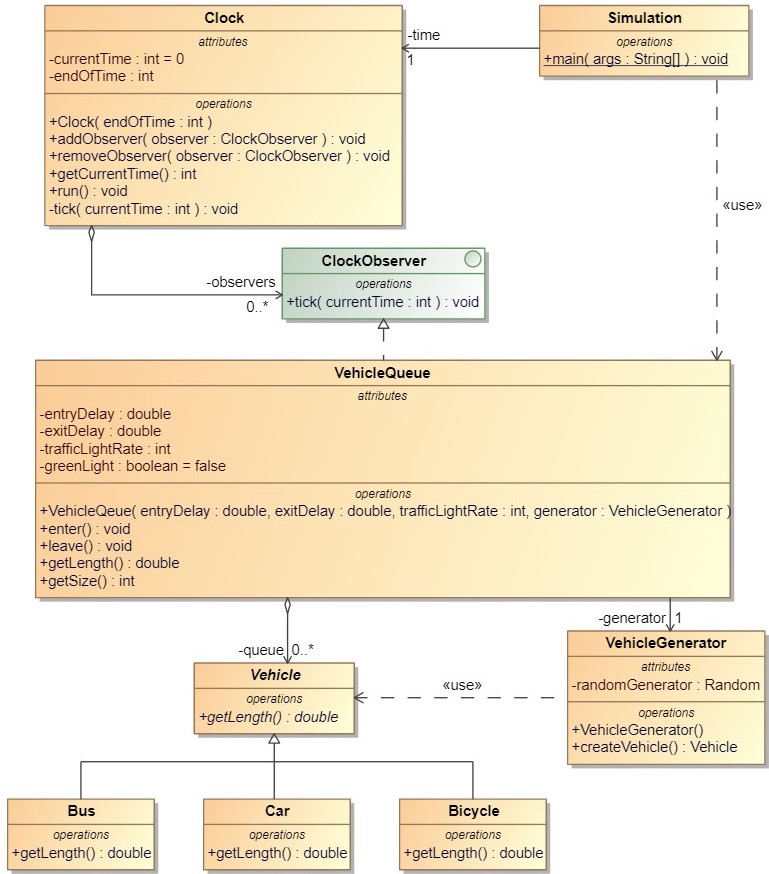 Clock
attributes
-currentTime : int = 0
-endOfTime : int
operations
+Clock( endOfTime : int )
+addObserver( observer : ClockObserver ) : void
+removeObserver( observer : ClockObserver ) : void
+getCurrentTime() : int
+run() : void
-tick( currentTime : int ) : void
-time
1
Simulation
operations
+main( args : String[] ) : void
«use»
-observers
0..*
ClockObserver
operations
+tick( currentTime : int ) : void
VehicleQueue
attributes
-entryDelay : double
-exitDelay : double
-trafficLightRate : int
-greenLight : boolean = false
operations
+VehicleQeue( entryDelay : double, exitDelay : double, trafficLightRate : int, generator : VehicleGenerator )
+enter() : void
+leave() : void
+getLength() : double
+getSize() : int
-queue 0..*
-generator 1
Vehicle
operations
+getLength() : double
«use»
VehicleGenerator
attributes
-randomGenerator : Random
operations
+VehicleGenerator()
+createVehicle() : Vehicle
Bus
operations
+getLength() : double
Car
operations
+getLength() : double
Bicycle
operations
+getLength() : double